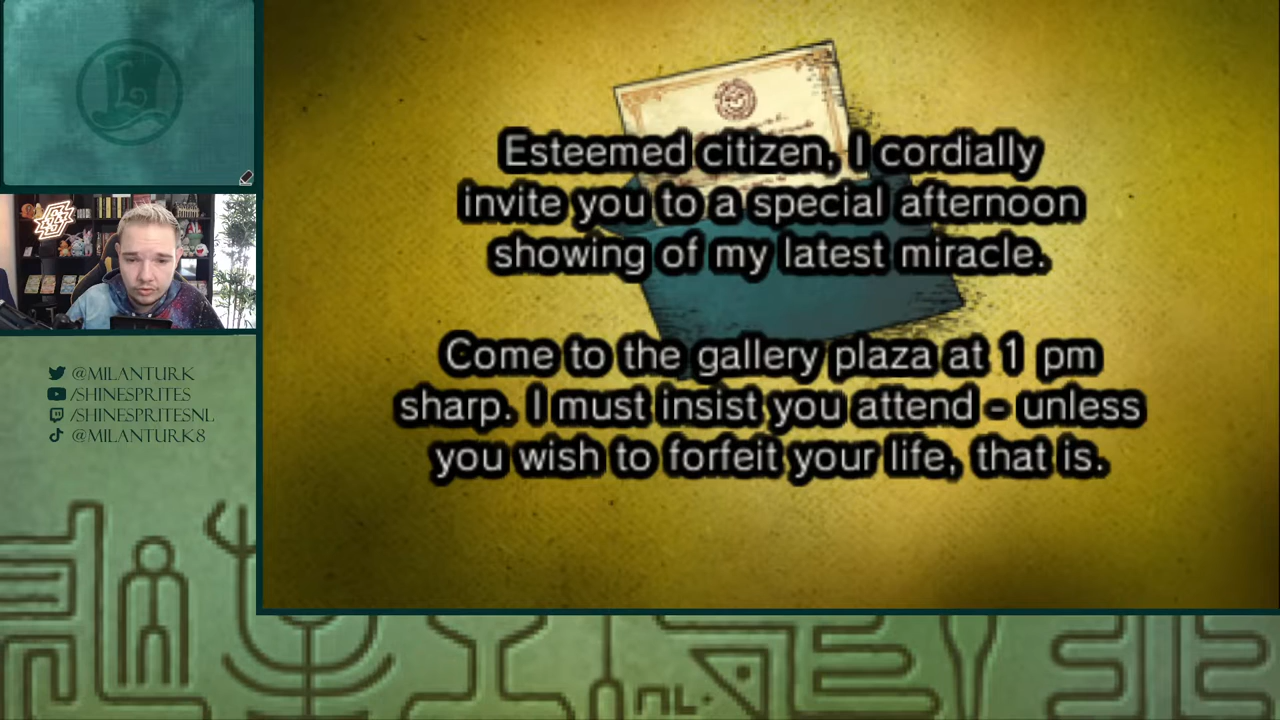 Esteemed citizen, I cordially
invite you to a special afternoon
showing of my latest miracle.
Come to the gallery plaza at 1 pm
sharp. I must insist you attend - unless
you wish to forfeit your life, that is.
@MILANTURK
/SHINESPRITES
/SHINESPRITESNL
@MILANTURK8